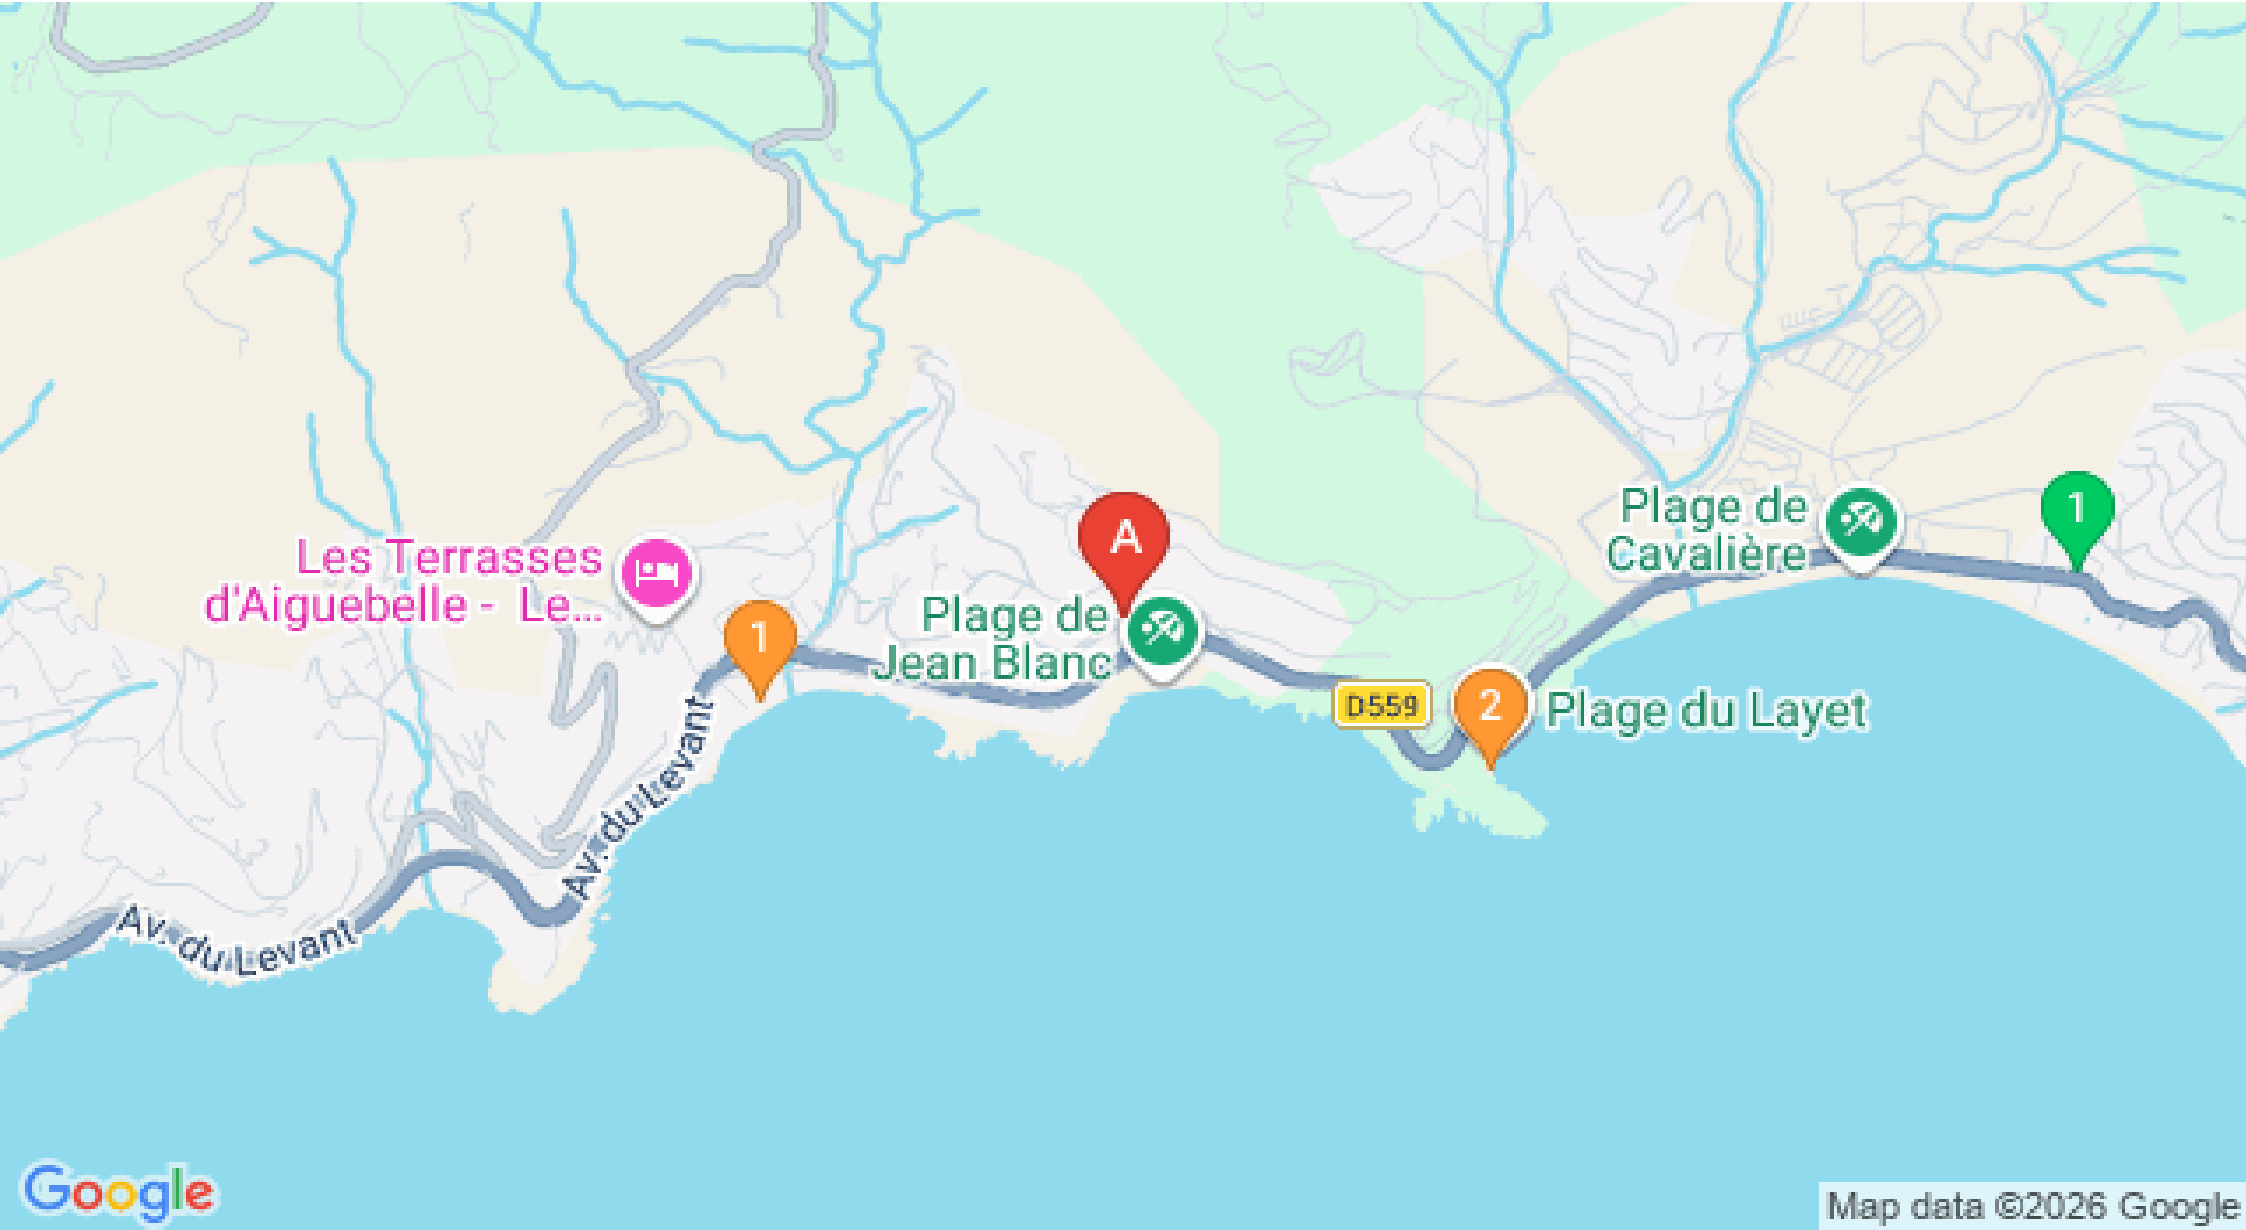 Plage de
Cavalière
1
A
Les Terrasses
d'Aiguebelle - Le...
Plage de
Jean Blanc
1
D559
2
Plage du Layet
Av. du Levant
Av. du Levant
Google
Map data ©2026 Google